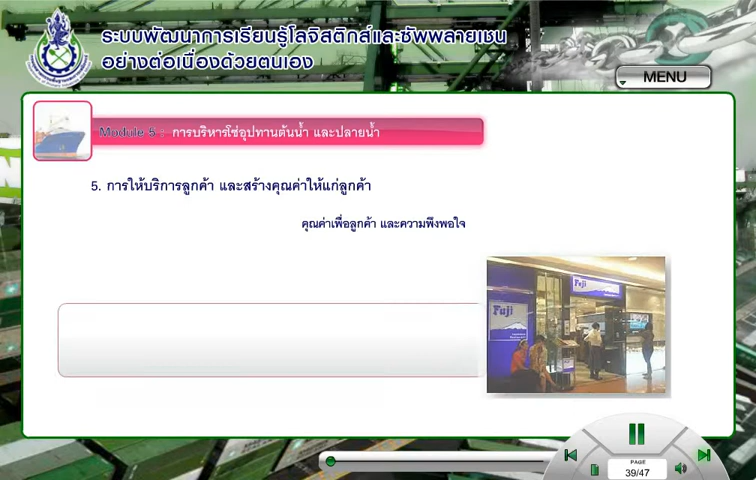 ระบบพัฒนาการเรียนรู้โลจิสติกส์และซัพพลายเชน
อย่างต่อเนื่องด้วยตนเอง
MENU
Module 5 : การบริหารโซ่อุปทานต้นน้ำ และปลายน้ำ
5. การให้บริการลูกค้า และสร้างคุณค่าให้แก่ลูกค้า
คุณค่าเพื่อลูกค้า และความพึงพอใจ
Fuji
Fuji
PAGE
39/47